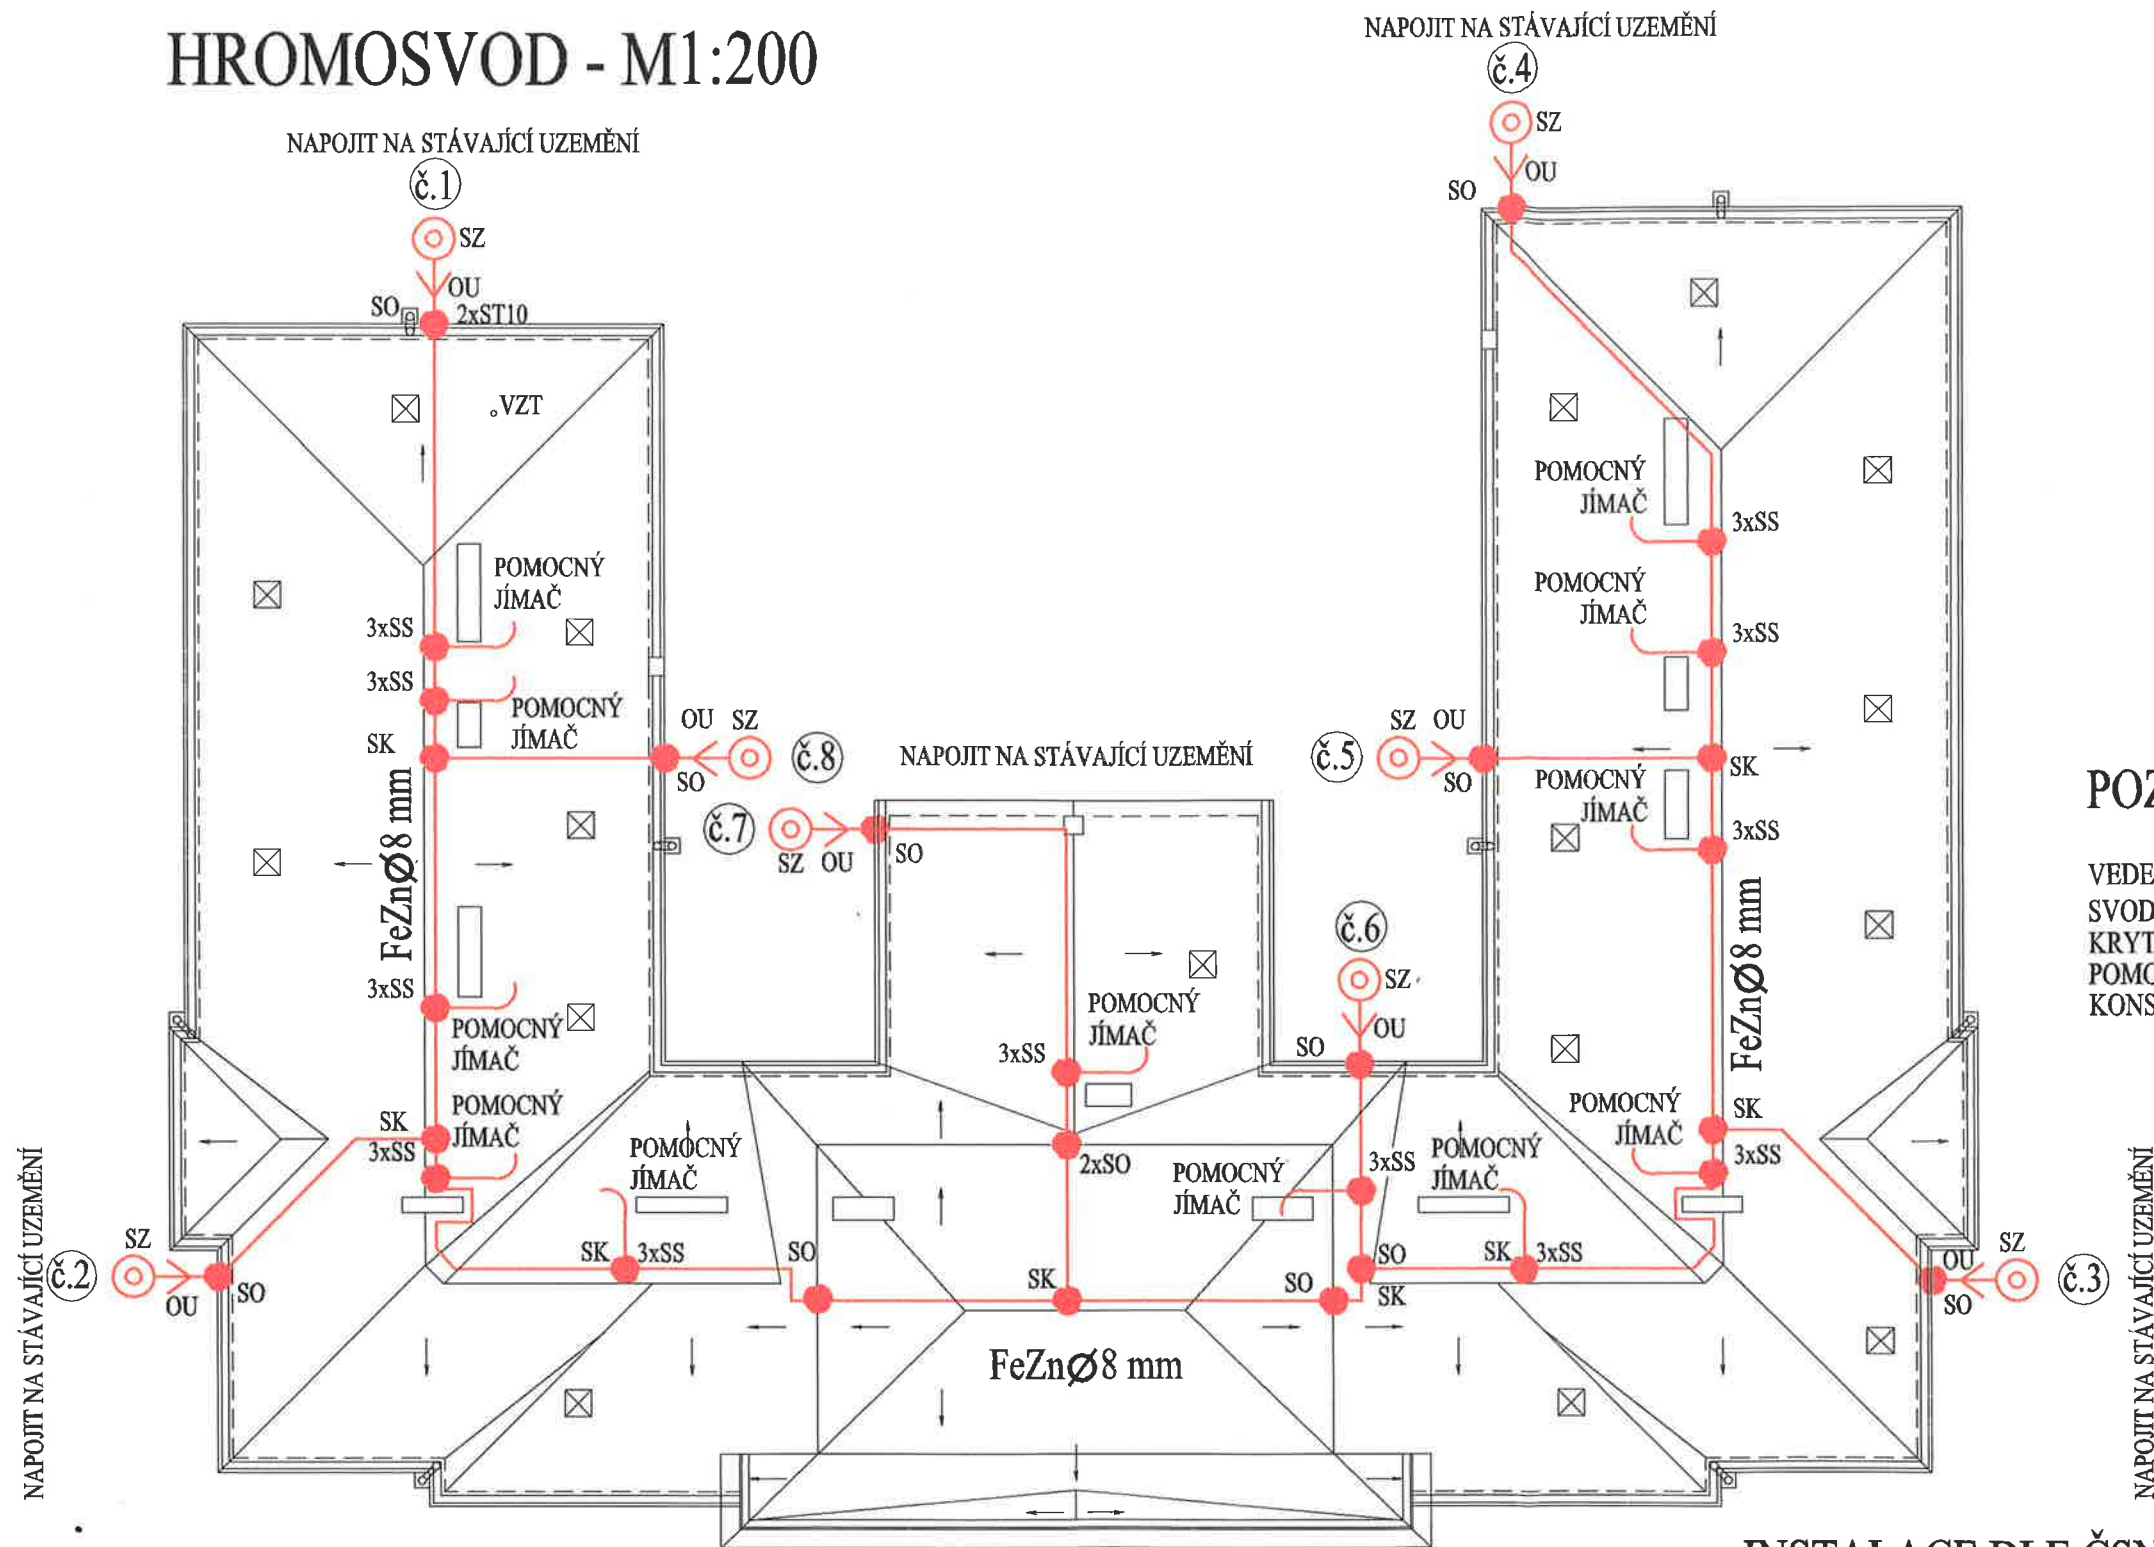 HROMOSVOD - M1:200
NAPOJIT NA STÁVAJÍCÍ UZEMĚNÍ
č.4
SZ
OU
SO
NAPOJIT NA STÁVAJÍCÍ UZEMĚNÍ
č.1
SZ
OU
SO
2xST10
VZT
POMOCNÝ
JÍMAČ
3xSS
3xSS
POMOCNÝ
JÍMAČ
SK
OU SZ
č.8
SO
FeZnØ8 mm
3xSS
POMOCNÝ
JÍMAČ
POMOCNÝ
JÍMAČ
SK
3xSS
NAPOJIT NA STÁVAJÍCÍ UZEMĚNÍ
č.2
SZ
OU
SO
POMOCNÝ
JÍMAČ
SK
3xSS
SO
NAPOJIT NA STÁVAJÍCÍ UZEMĚNÍ
č.7
SZ OU
SO
POMOCNÝ
JÍMAČ
3xSS
2xSO
SK
FeZnØ8 mm
č.6
SZ
OU
SO
POMOCNÝ
JÍMAČ
3xSS
POMOCNÝ
JÍMAČ
SO
SO
SK
SK
3xSS
POMOCNÝ
JÍMAČ
3xSS
POMOCNÝ
JÍMAČ
3xSS
č.5
SZ OU
SO
SK
POMOCNÝ
JÍMAČ
3xSS
FeZnØ8 mm
POMOCNÝ
JÍMAČ
SK
3xSS
OU
SZ
č.3
SO
NAPOJIT NA STÁVAJÍCÍ UZEMĚNÍ
POZ
VEDE
SVOD
KRYT
POMO
KONS
INSTALACE DLE ČSN